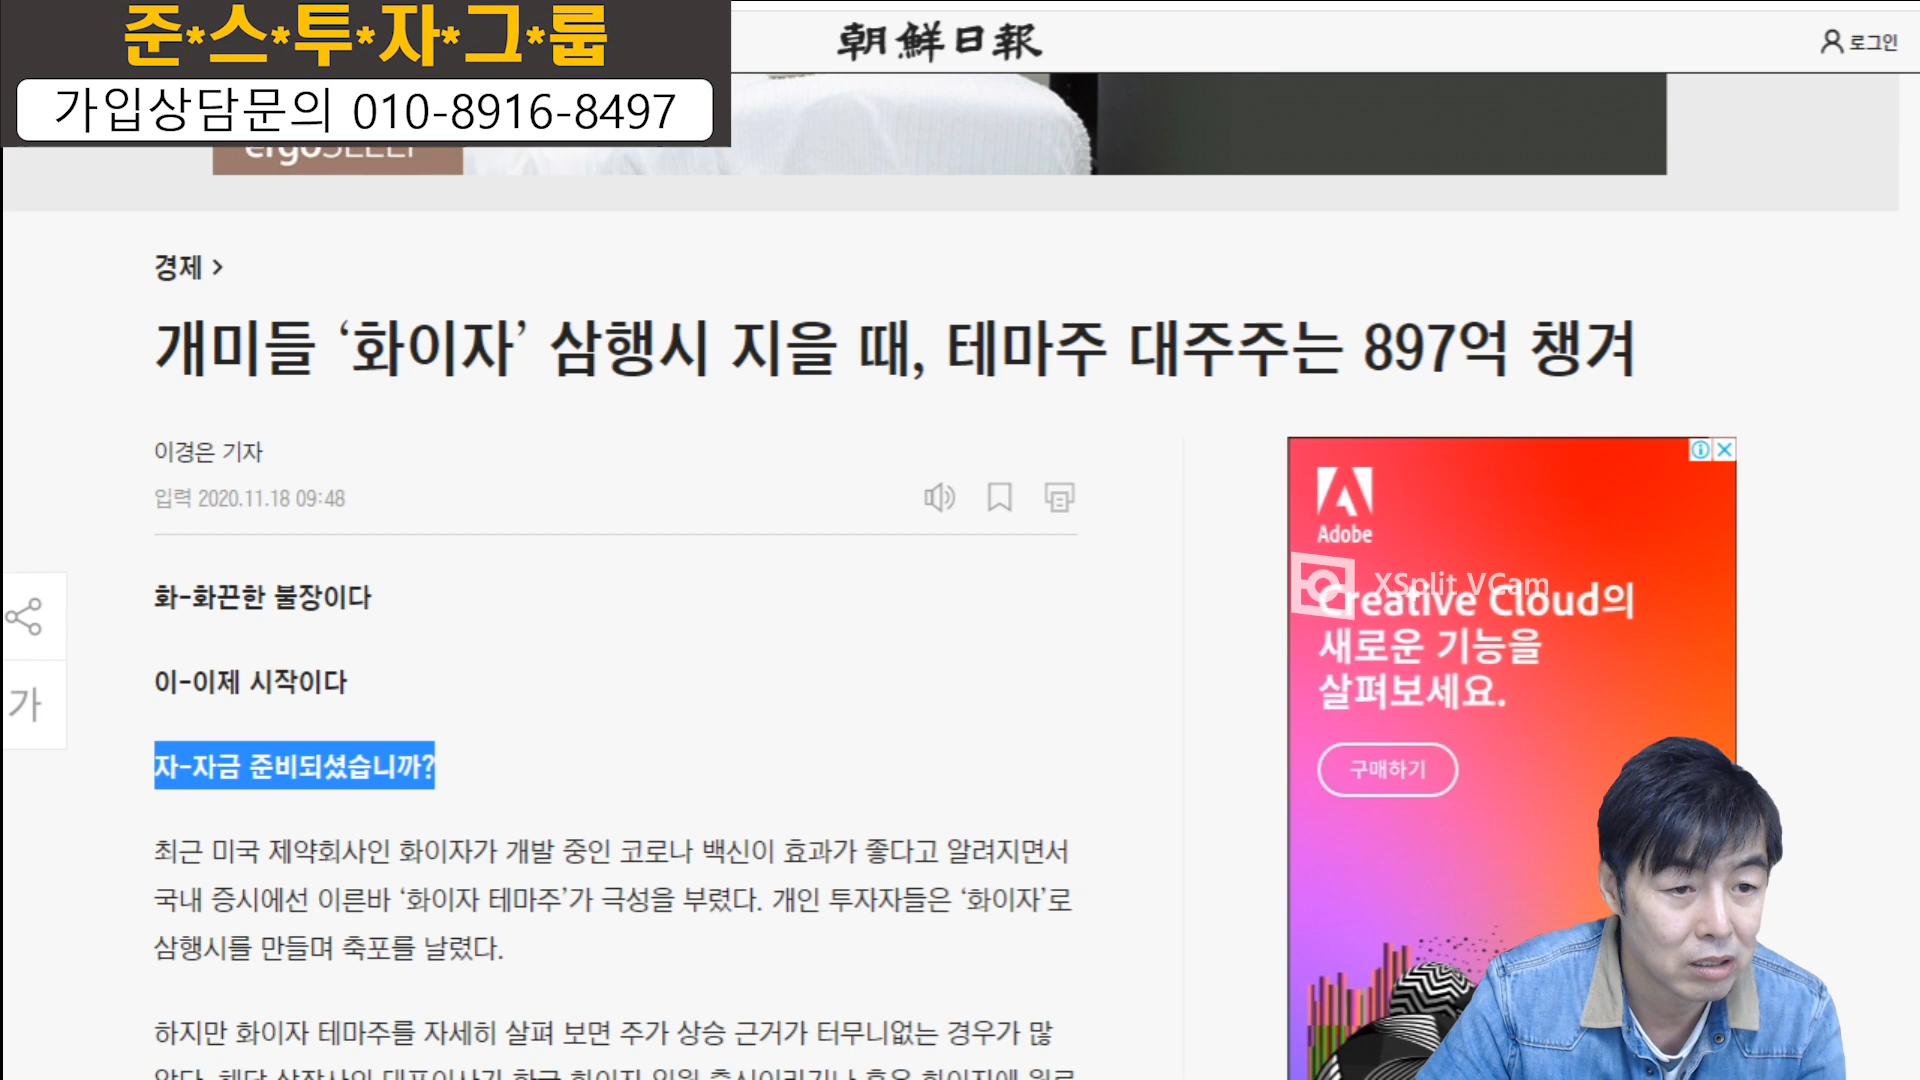 준*스*투*자*그*룹
가입상담문의 010-8916-8497
朝鮮日報
로그인
경제 >
개미들 ‘화이자’ 삼행시 지을 때, 테마주 대주주는 897억 챙겨
이경은 기자
입력 2020.11.18 09:48
화-화끈한 불장이다
이-이제 시작이다
자-자금 준비되셨습니까?
최근 미국 제약회사인 화이자가 개발 중인 코로나 백신이 효과가 좋다고 알려지면서
국내 증시에선 이른바 ‘화이자 테마주’가 극성을 부렸다. 개인 투자자들은 ‘화이자’로
삼행시를 만들며 축포를 날렸다.
하지만 화이자 테마주를 자세히 살펴 보면 주가 상승 근거가 터무니없는 경우가 많
가
Adobe
XSplit VCam
Creative Cloud의
새로운 기능을
살펴보세요.
구매하기